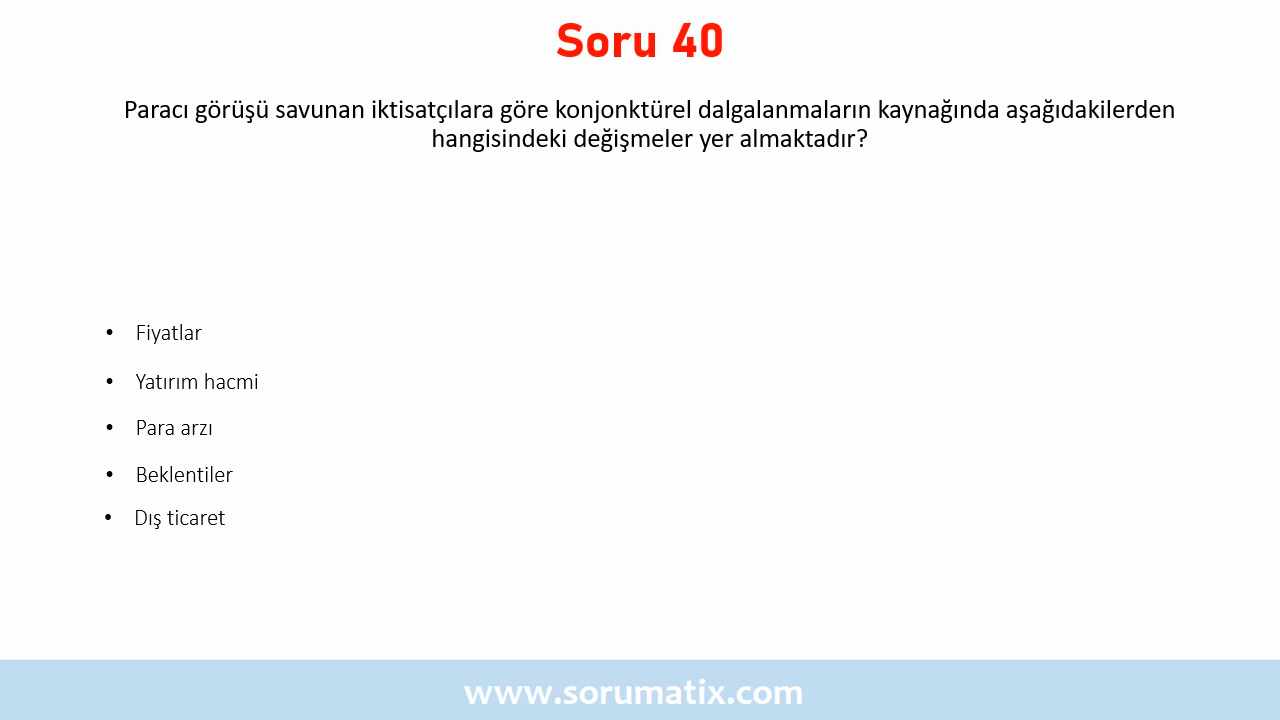 Soru 40
Paracı görüşü savunan iktisatçılara göre konjonktürel dalgalanmaların kaynağında aşağıdakilerden
hangisindeki değişmeler yer almaktadır?
• Fiyatlar
• Yatırım hacmi
• Para arzı
• Beklentiler
• Dış ticaret
www.sorumatix.com